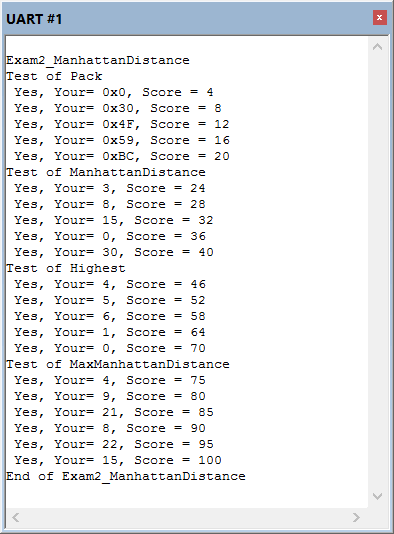 UART #1
Exam2_ManhattanDistance
Test of Pack
Yes, Your= 0x0, Score = 4
Yes, Your= 0x30, Score = 8
Yes, Your= 0x4F, Score = 12
Yes, Your= 0x59, Score = 16
Yes, Your= 0xBC, Score = 20
Test of ManhattanDistance
Yes, Your= 3, Score = 24
Yes, Your= 8, Score = 28
Yes, Your= 15, Score = 32
Yes, Your= 0, Score = 36
Yes, Your= 30, Score = 40
Test of Highest
Yes, Your= 4, Score = 46
Yes, Your= 5, Score = 52
Yes, Your= 6, Score = 58
Yes, Your= 1, Score = 64
Yes, Your= 0, Score = 70
Test of MaxManhattanDistance
Yes, Your= 4, Score = 75
Yes, Your= 9, Score = 80
Yes, Your= 21, Score = 85
Yes, Your= 8, Score = 90
Yes, Your= 22, Score = 95
Yes, Your= 15, Score = 100
End of Exam2_ManhattanDistance